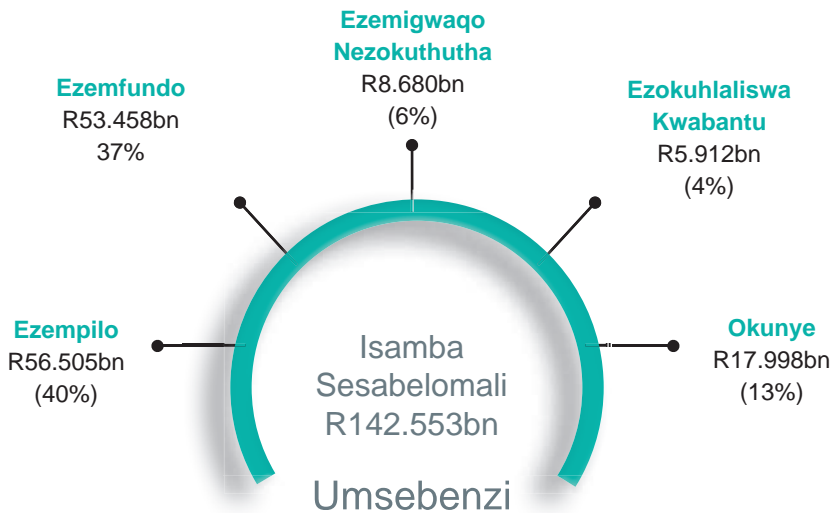 Ezemigwaqo
Nezokuthutha
R8.680bn
(6%)
Ezemfundo
R53.458bn
37%
Ezokuhlaliswa
Kwabantu
R5.912bn
(4%)
Ezempilo
R56.505bn
(40%)
Okunye
R17.998bn
(13%)
Isamba
Sesabelomali
R142.553bn
Umsebenzi